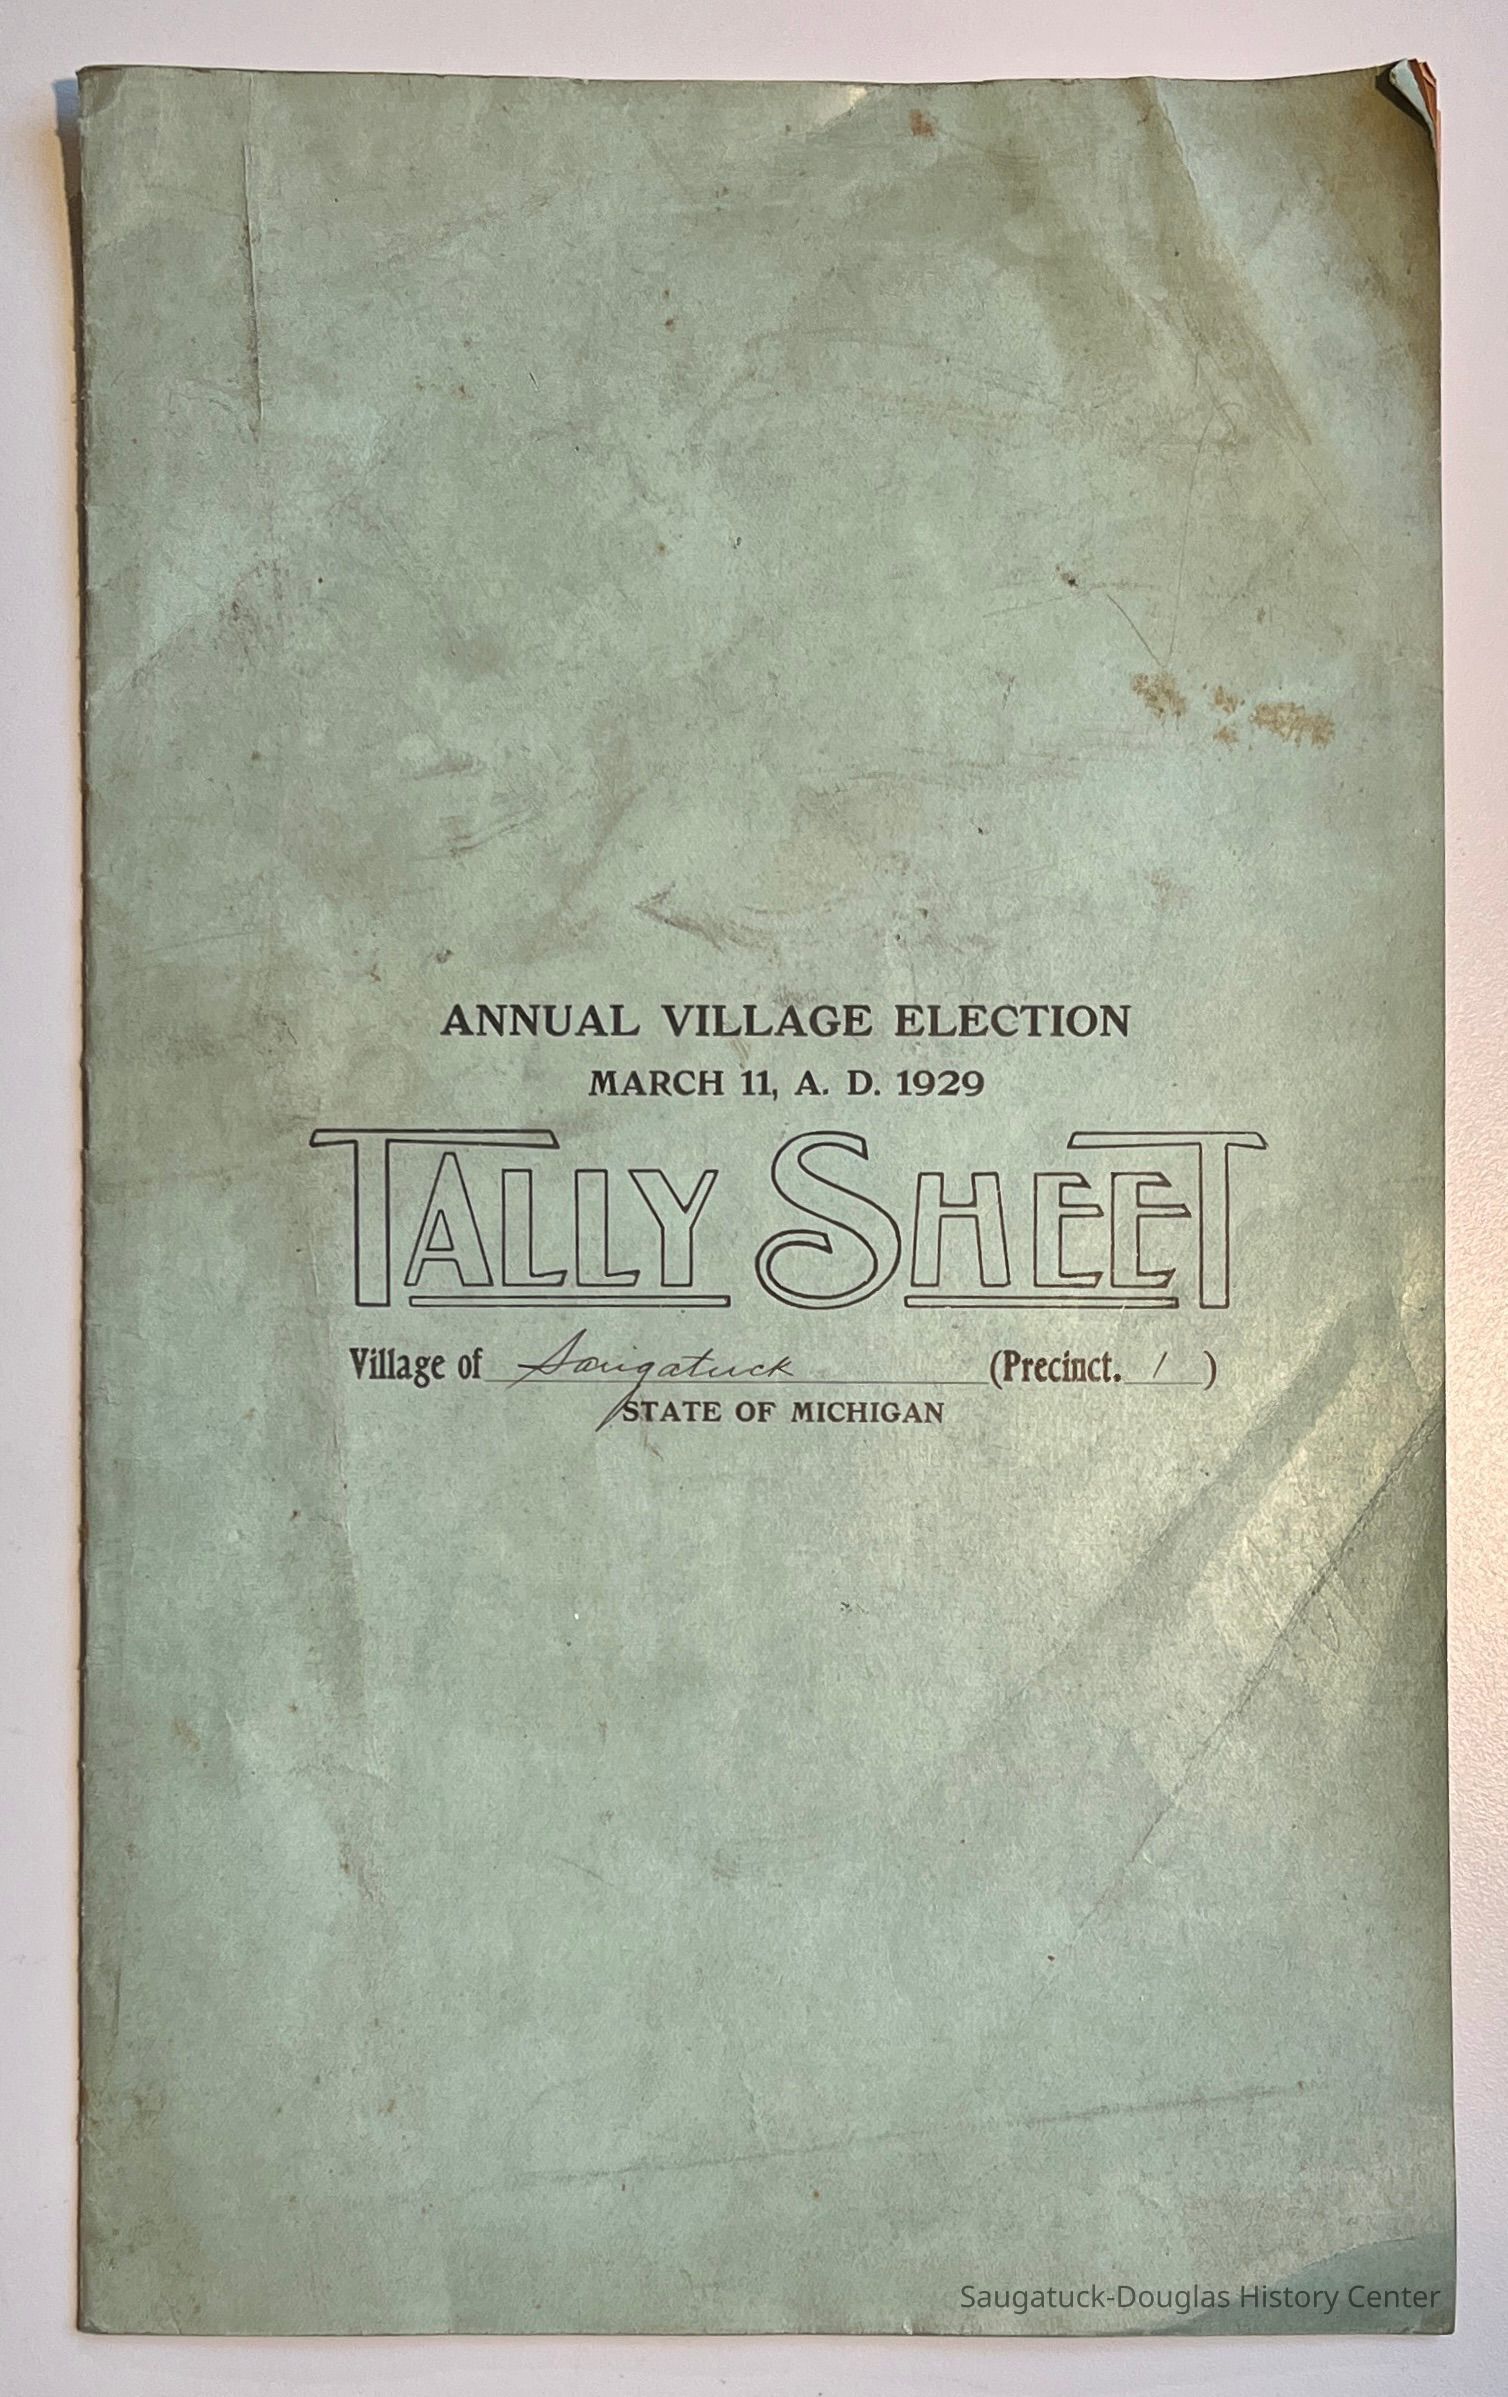 ANNUAL VILLAGE ELECTION
MARCH 11, A. D. 1929
TALLY SHEET
Village of Saugatuck (Precinct. 1 )
STATE OF MICHIGAN
Saugatuck-Douglas History Center